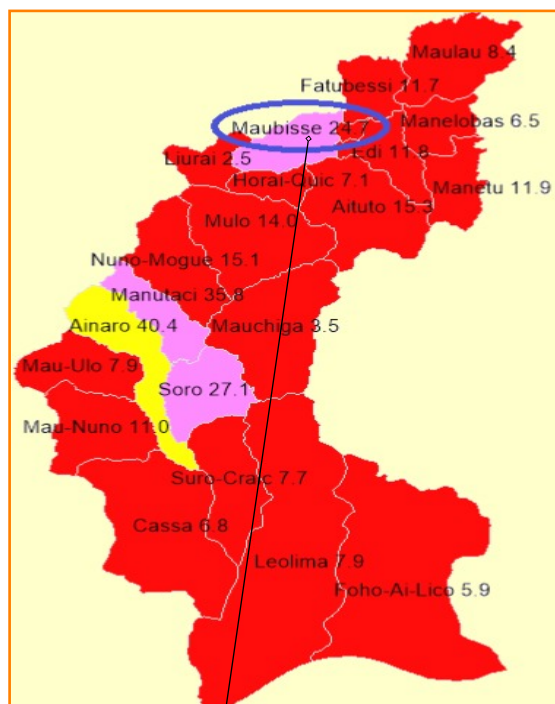 Maulau 8.4
Fatubessi 11.7
Maubisse 24.7
Manelobas 6.5
Edi 11.8
Liurai 2.5
Horai-Quic 7.1
Manetu 11.9
Aituto 15.3
Mulo 14.0
Nuno-Mogue 15.1
Manutaci 35.8
Ainaro 40.4
Mauchiga 3.5
Mau-Ulo 7.9
Soro 27.1
Mau-Nuno 11.0
Suro-Craic 7.7
Cassa 6.8
Leolima 7.9
Foho-Ai-Lico 5.9